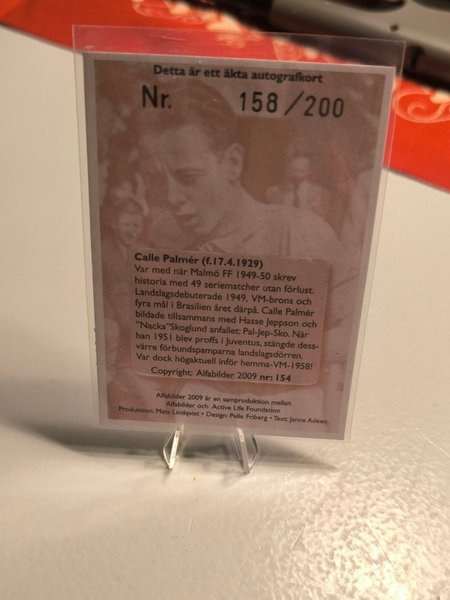 Detta är ett äkta autografkort
Nr. 158/200
Calle Palmér (f.17.4.1929)
Var med när Malmö FF 1949-50 skrev
historia med 49 seriematcher utan förlust.
Landslagsdebuterade 1949, VM-brons och
fyra mål i Brasilien året därpå. Calle Palmér
bildade tillsammans med Hasse Jeppson och
"Nacka"Skoglund anfallet: Pal-Jep-Sko. När
han 1951 blev proffs i Juventus, stängde dess-
värre förbundspamparna landslagsdörren.
Var dock högaktuell inför hemma-VM-1958!
Copyright: Alfabilder 2009 nr: 154
Alfabilder 2009 är en samproduktion mellan
Alfabilder och Active Life Foundation
Produktion: Matz Lindqvist • Design: Pelle Friberg • Text: Janne Adeen